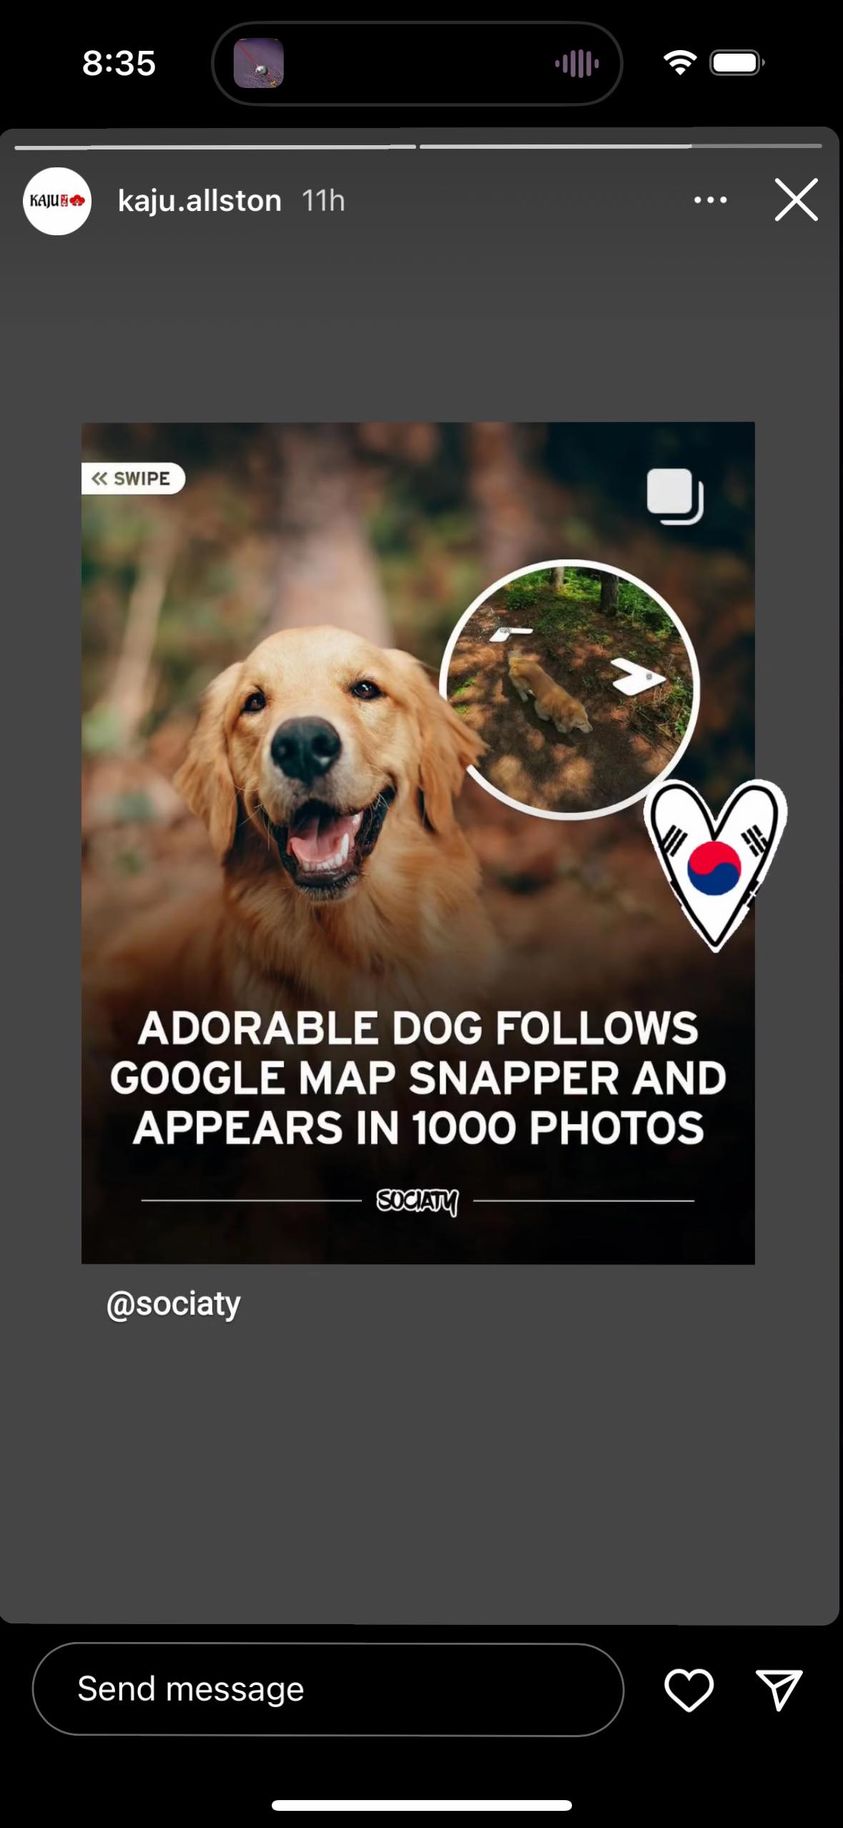 8:35
KAJU
kaju.allston 11h
SWIPE
ADORABLE DOG FOLLOWS
GOOGLE MAP SNAPPER AND
APPEARS IN 1000 PHOTOS
SOCIATY
@sociaty
Send message